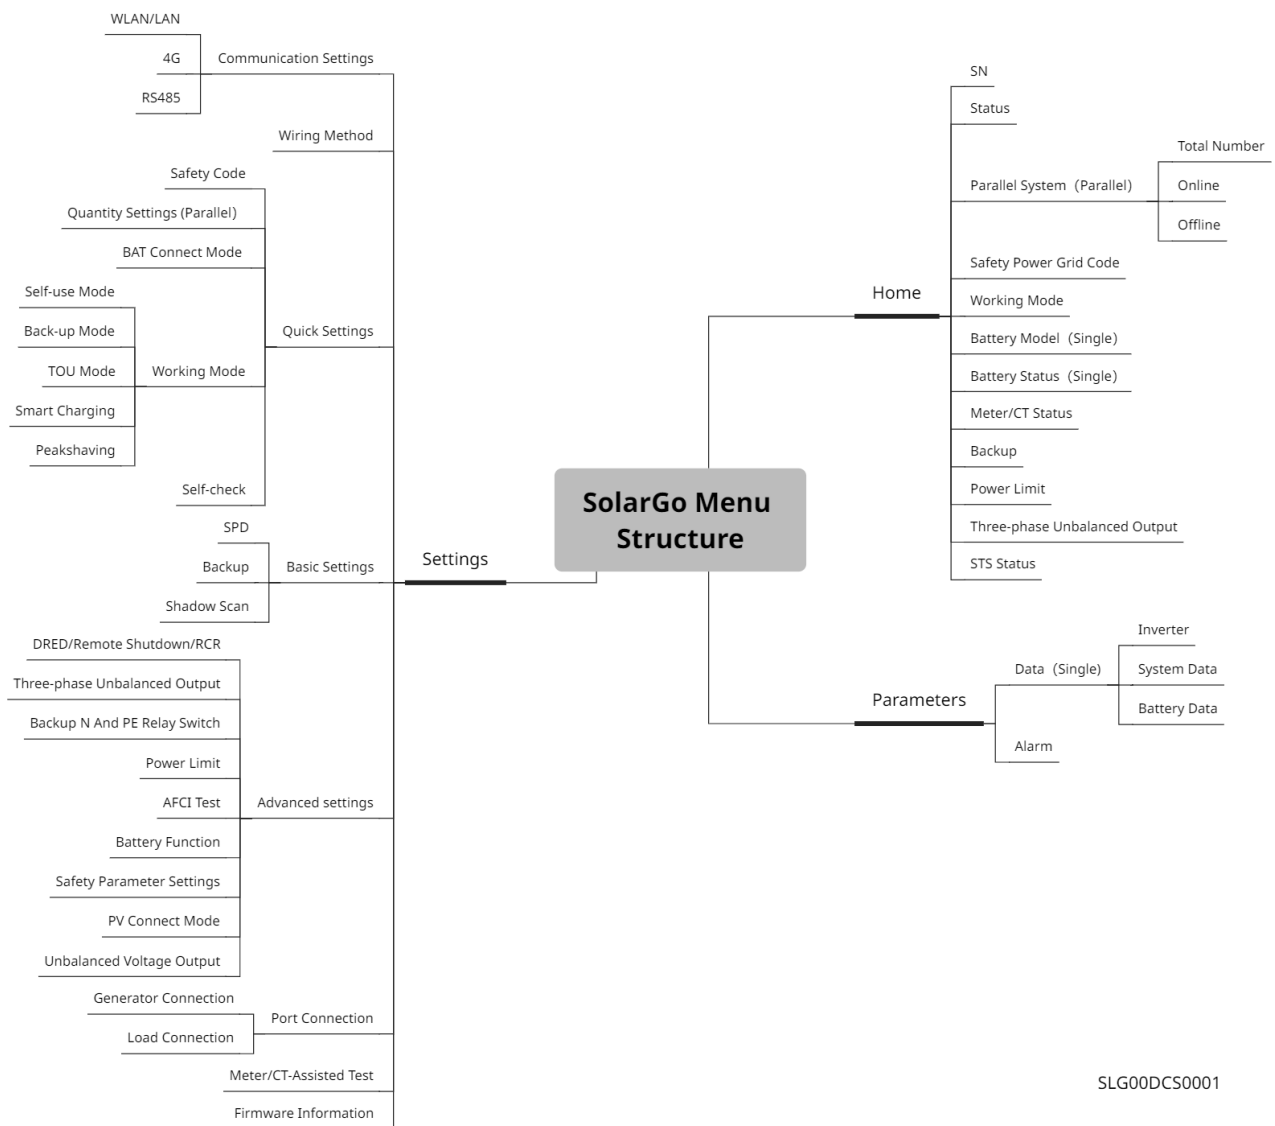 WLAN/LAN
4G
RS485
Communication Settings
Wiring Method
Safety Code
Quantity Settings (Parallel)
BAT Connect Mode
Self-use Mode
Back-up Mode
TOU Mode
Smart Charging
Peakshaving
Working Mode
Self-check
Quick Settings
SPD
Backup
Shadow Scan
Basic Settings
DRED/Remote Shutdown/RCR
Three-phase Unbalanced Output
Backup N And PE Relay Switch
Power Limit
AFCI Test
Battery Function
Safety Parameter Settings
PV Connect Mode
Unbalanced Voltage Output
Advanced settings
Generator Connection
Load Connection
Port Connection
Meter/CT-Assisted Test
Firmware Information
Settings
SolarGo Menu
Structure
Home
SN
Status
Parallel System（Parallel)
Total Number
Online
Offline
Safety Power Grid Code
Working Mode
Battery Model（Single)
Battery Status（Single)
Meter/CT Status
Backup
Power Limit
Three-phase Unbalanced Output
STS Status
Parameters
Data（Single)
Inverter
System Data
Battery Data
Alarm
SLG00DCS0001